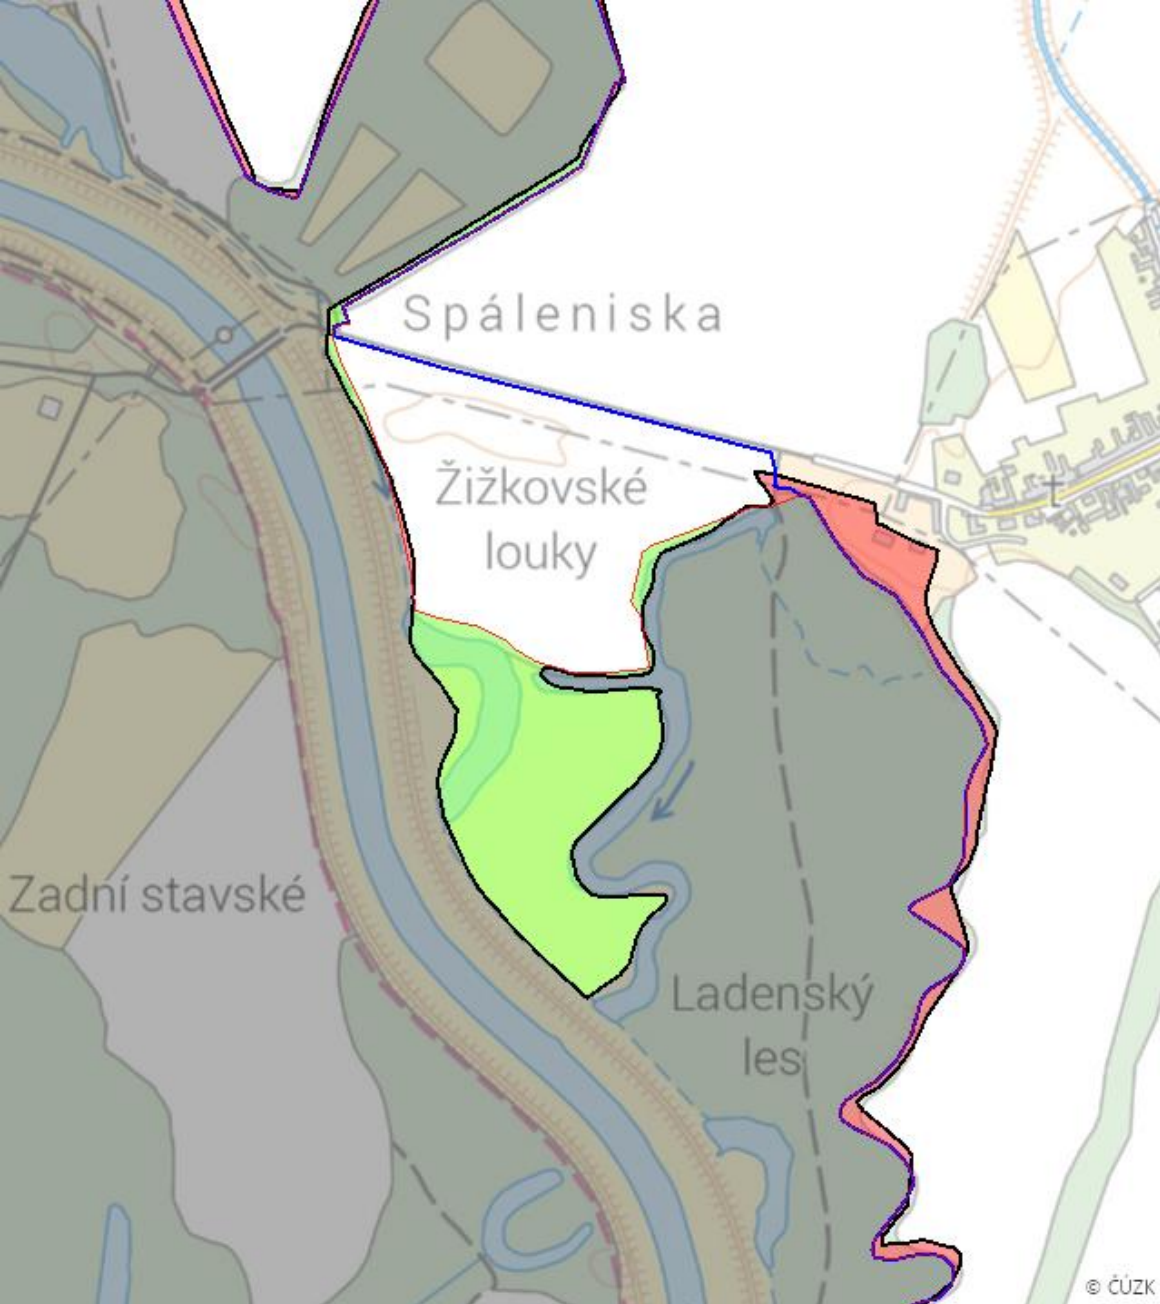 Spáleniska
Žižkovské
louky
Zadní stavské
Ladenský
les
© ČÚZK